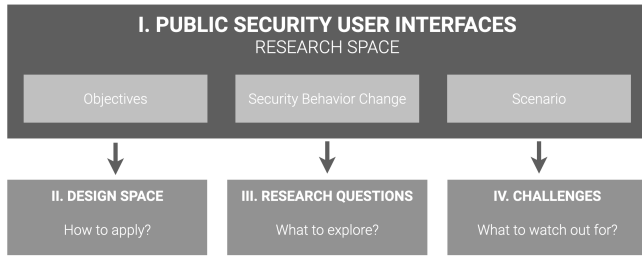 I. PUBLIC SECURITY USER INTERFACES
RESEARCH SPACE
Objectives
Security Behavior Change
Scenario
II. DESIGN SPACE
How to apply?
III. RESEARCH QUESTIONS
What to explore?
IV. CHALLENGES
What to watch out for?